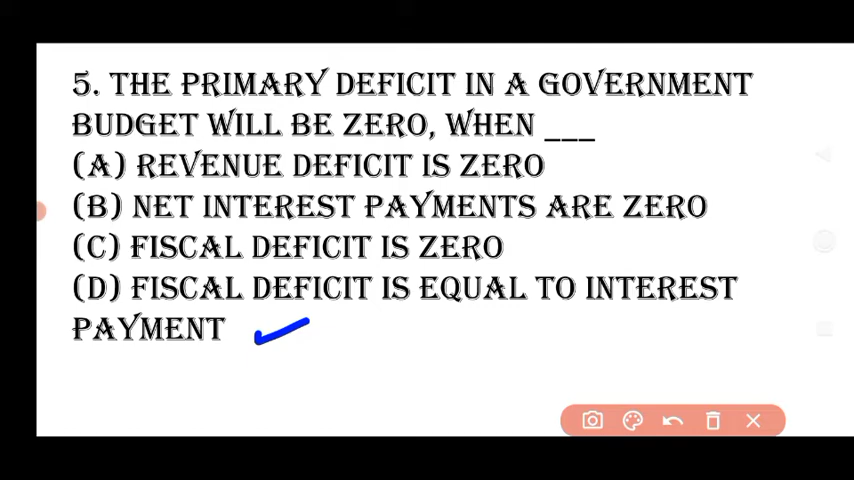 5. THE PRIMARY DEFICIT IN A GOVERNMENT
BUDGET WILL BE ZERO, WHEN ___
(A) REVENUE DEFICIT IS ZERO
(B) NET INTEREST PAYMENTS ARE ZERO
(C) FISCAL DEFICIT IS ZERO
(D) FISCAL DEFICIT IS EQUAL TO INTEREST
PAYMENT